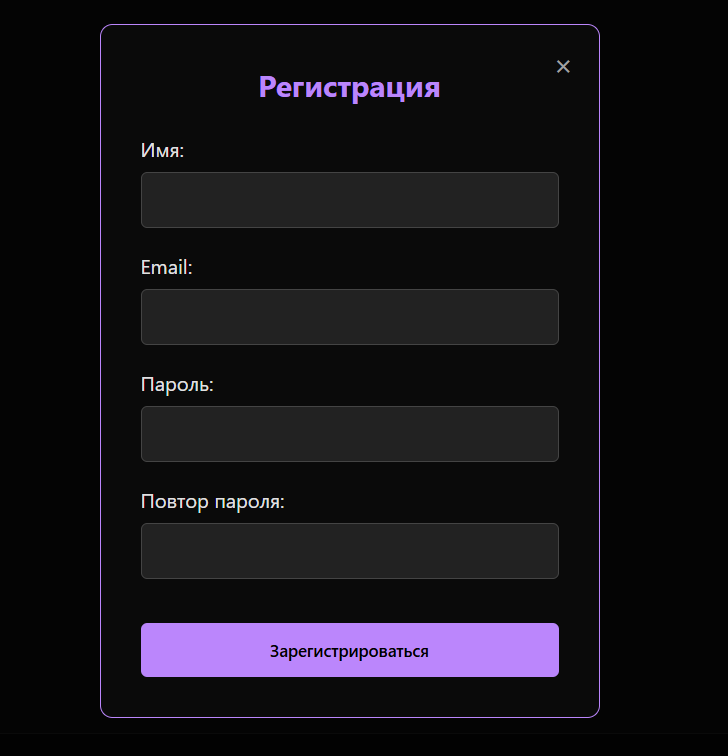 Регистрация
Имя:
Email:
Пароль:
Повтор пароля:
Зарегистрироваться